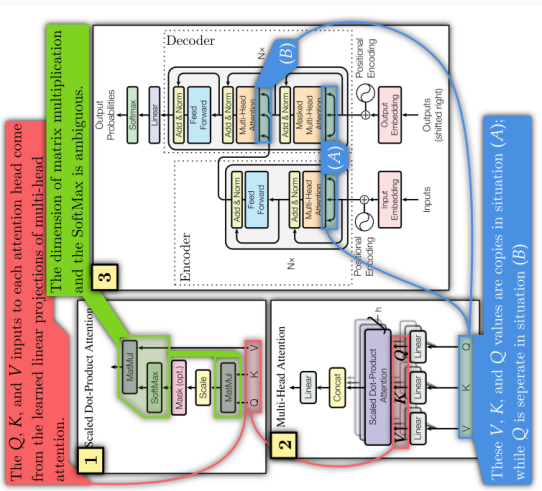 The Q, K, and V inputs to each attention head come
from the learned linear projections of multi-head
attention.
The dimension of matrix multiplication
and the SoftMax is ambiguous.
1
Scaled Dot-Product Attention
MatMul
SoftMax
Mask (opt.)
Scale
MatMul
Q K V
2
Multi-Head Attention
Linear
Concat
Scaled Dot-Product
Attention
h
V' K' Q'
Linear Linear Linear
V K Q
3
Encoder
Add & Norm
Feed
Forward
Add & Norm
Multi-Head
Attention
N×
Positional
Encoding
Input
Embedding
Inputs
Decoder
Output
Probabilities
Softmax
Linear
Add & Norm
Feed
Forward
Add & Norm
Multi-Head
Attention
Add & Norm
Masked
Multi-Head
Attention
N×
(A)
(B)
Positional
Encoding
Output
Embedding
Outputs
(shifted right)
These V, K, and Q values are copies in situation (A);
while Q is seperate in situation (B)